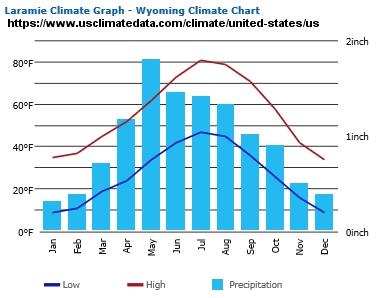 Laramie Climate Graph - Wyoming Climate Chart
https://www.usclimatedata.com/climate/united-states/us
2inch
80°F
60°F
1inch
40°F
20°F
0°F
0inch
Jan
Feb
Mar
Apr
May
Jun
Jul
Aug
Sep
Oct
Nov
Dec
Low
High
Precipitation